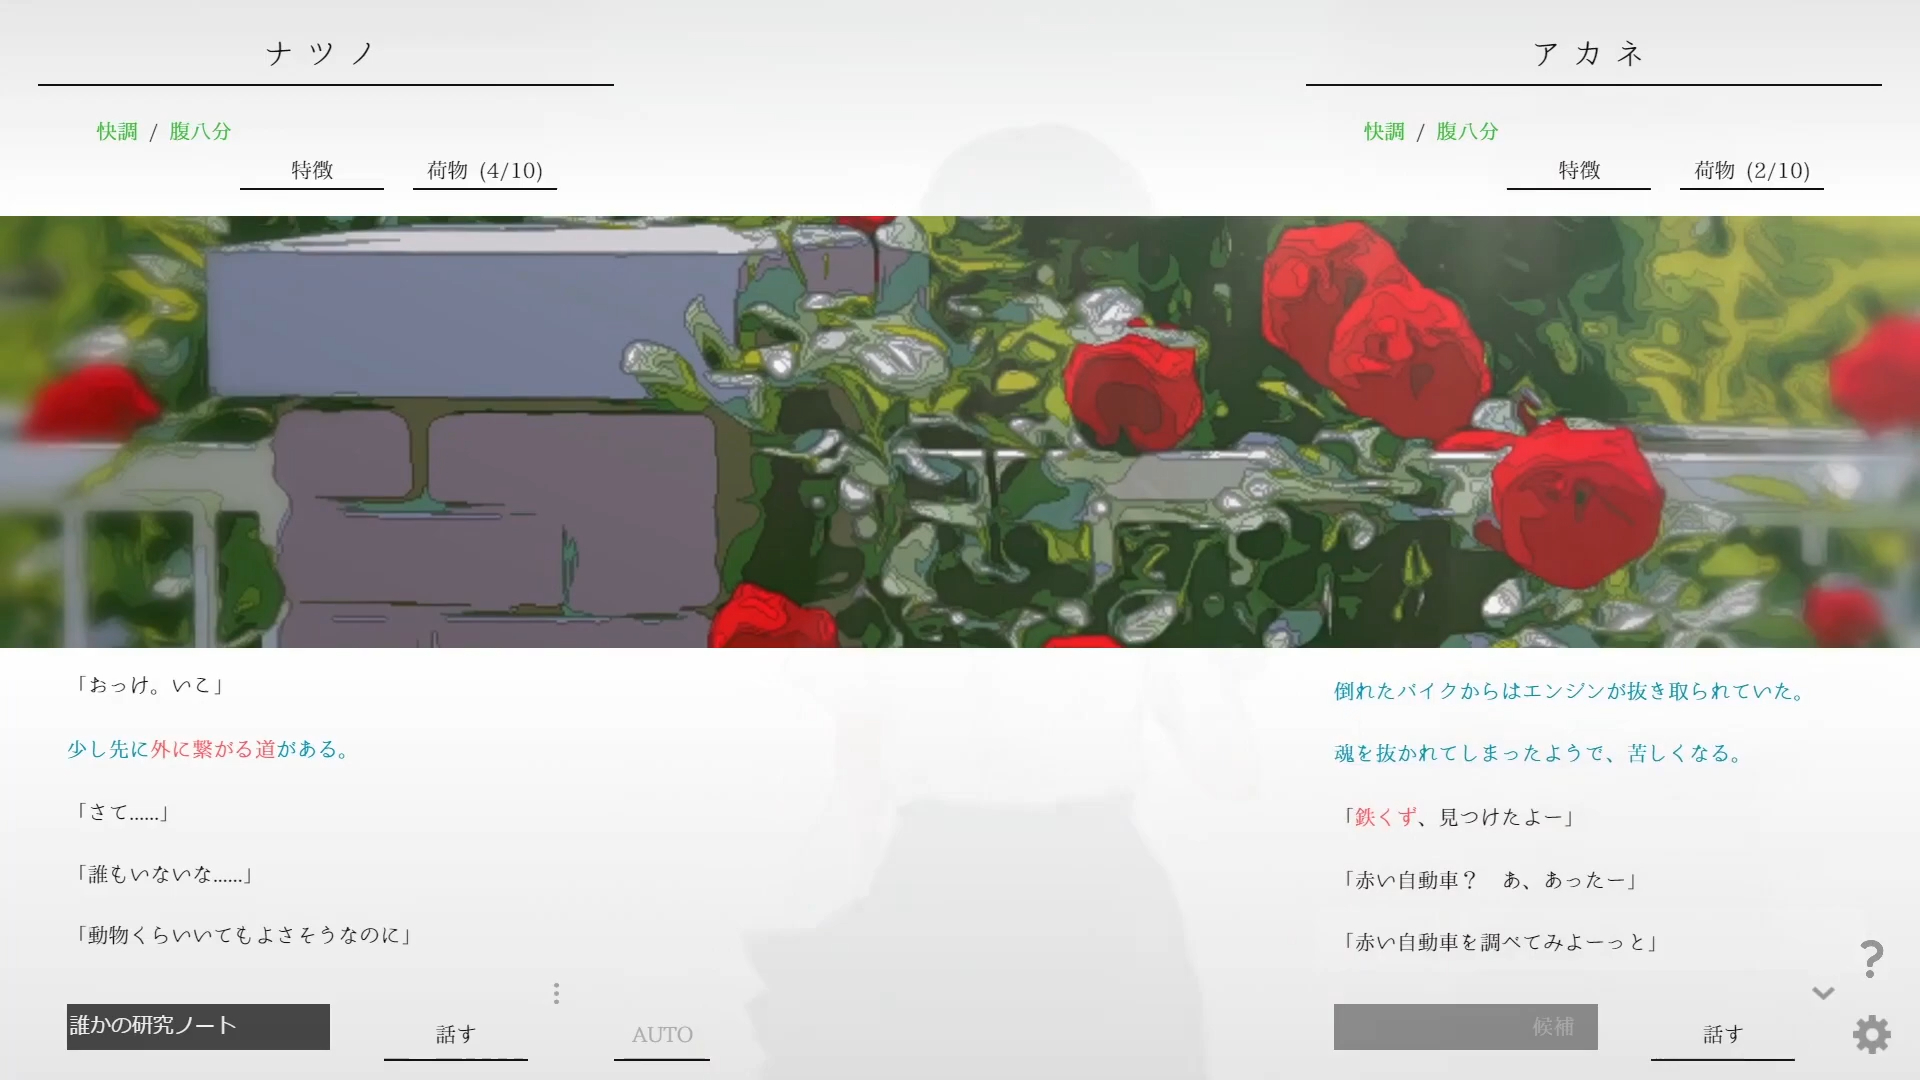 ナツノ
快調 / 腹八分
特徴
荷物 (4/10)
アカネ
快調 / 腹八分
特徴
荷物 (2/10)
「おっけ。いこ」
少し先に外に繋がる道がある。
「さて……」
「誰もいないな……」
「動物くらいいてもよさそうなのに」
誰かの研究ノート
話す
AUTO
倒れたバイクからはエンジンが抜き取られていた。
魂を抜かれてしまったようで、苦しくなる。
「鉄くず、見つけたよー」
「赤い自動車？　あ、あったー」
「赤い自動車を調べてみよーっと」
候補
話す
?